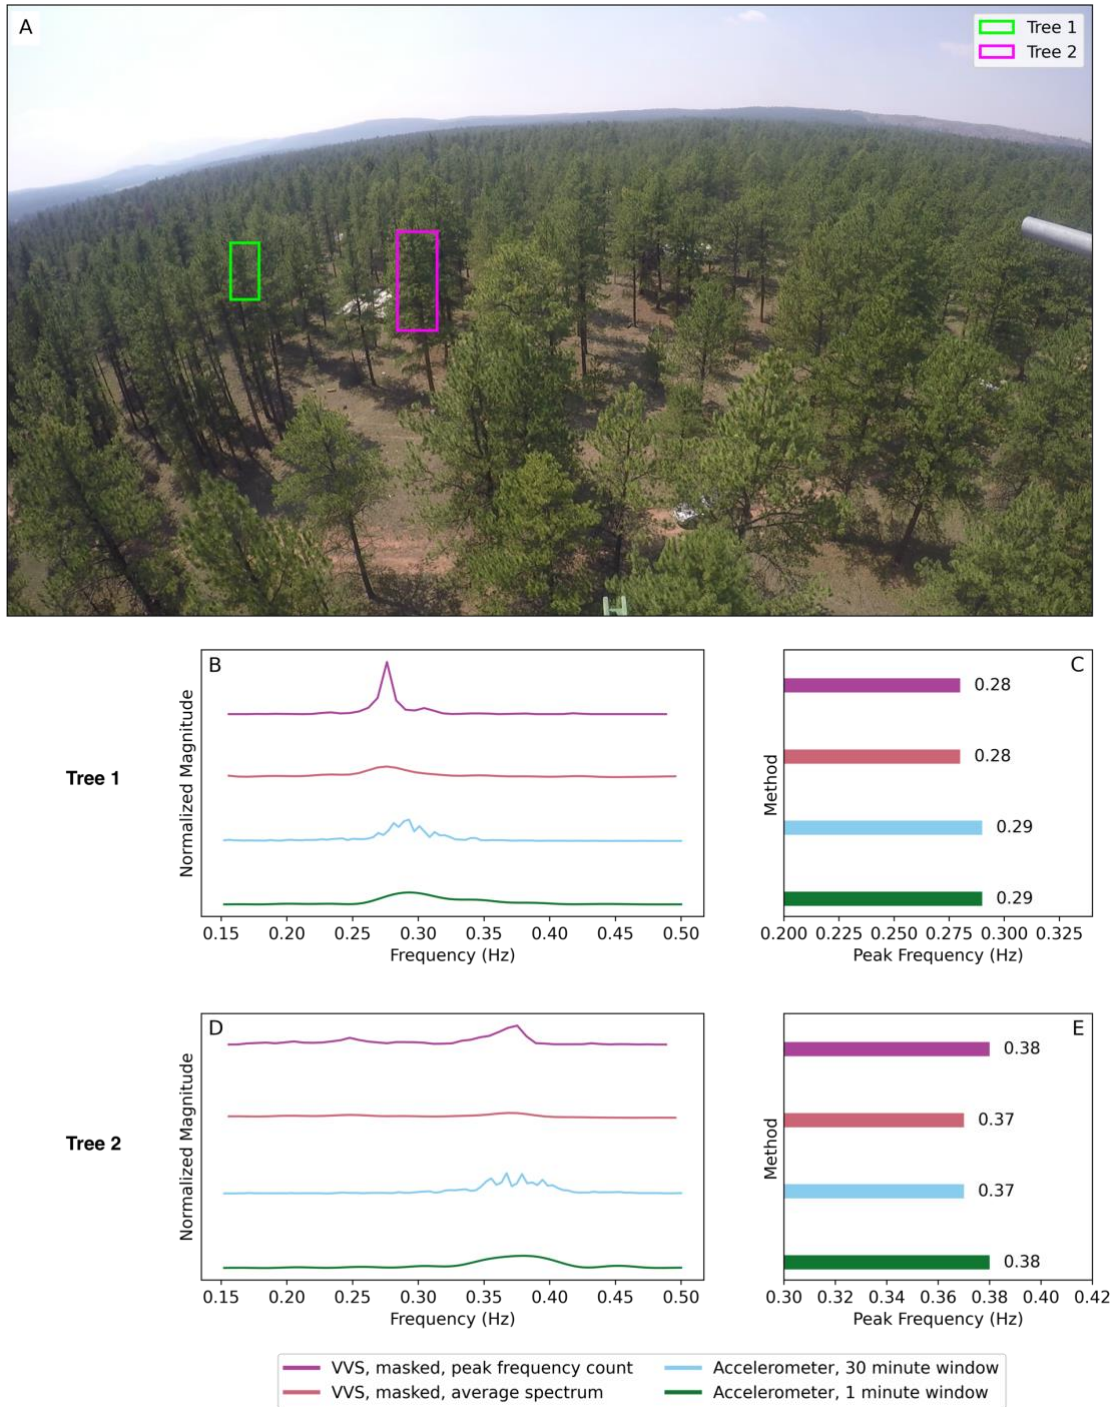 A
Tree 1
Tree 2
B
C
Tree 1
Normalized Magnitude
Method
0.28
0.28
0.29
0.29
0.15 0.20 0.25 0.30 0.35 0.40 0.45 0.50
Frequency (Hz)
0.200 0.225 0.250 0.275 0.300 0.325
Peak Frequency (Hz)
D
E
Tree 2
Normalized Magnitude
Method
0.38
0.37
0.37
0.38
0.15 0.20 0.25 0.30 0.35 0.40 0.45 0.50
Frequency (Hz)
0.30 0.32 0.34 0.36 0.38 0.40 0.42
Peak Frequency (Hz)
VVS, masked, peak frequency count
VVS, masked, average spectrum
Accelerometer, 30 minute window
Accelerometer, 1 minute window